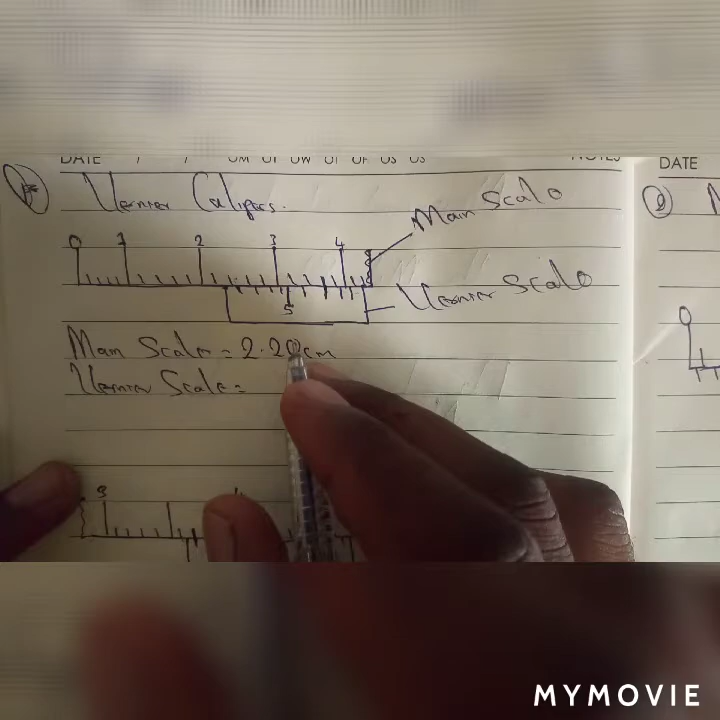 DATE / / NOTES DATE
Vernier Calipers.
Main Scale
0 1 2 3 4
Vernier Scale
5
Main Scale = 2.20cm
Vernier Scale =
0
MYMOVIE